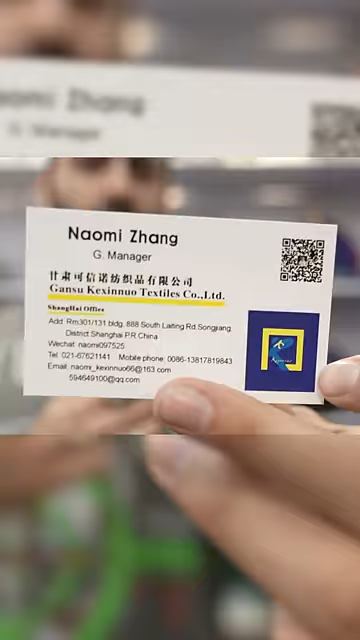 Naomi Zhang
G. Manager
甘肃可信诺纺织品有限公司
Gansu Kexinnuo Textiles Co.,Ltd.
ShangHai Office
Add: Rm301/131 bldg. 888 South Laiting Rd.Songjiang
District Shanghai P.R China
Wechat: naomi097525
Tel. 021-67621141 Mobile phone: 0086-13817819843
Email: naomi_kexinnuo66@163.com
594649100@qq.com